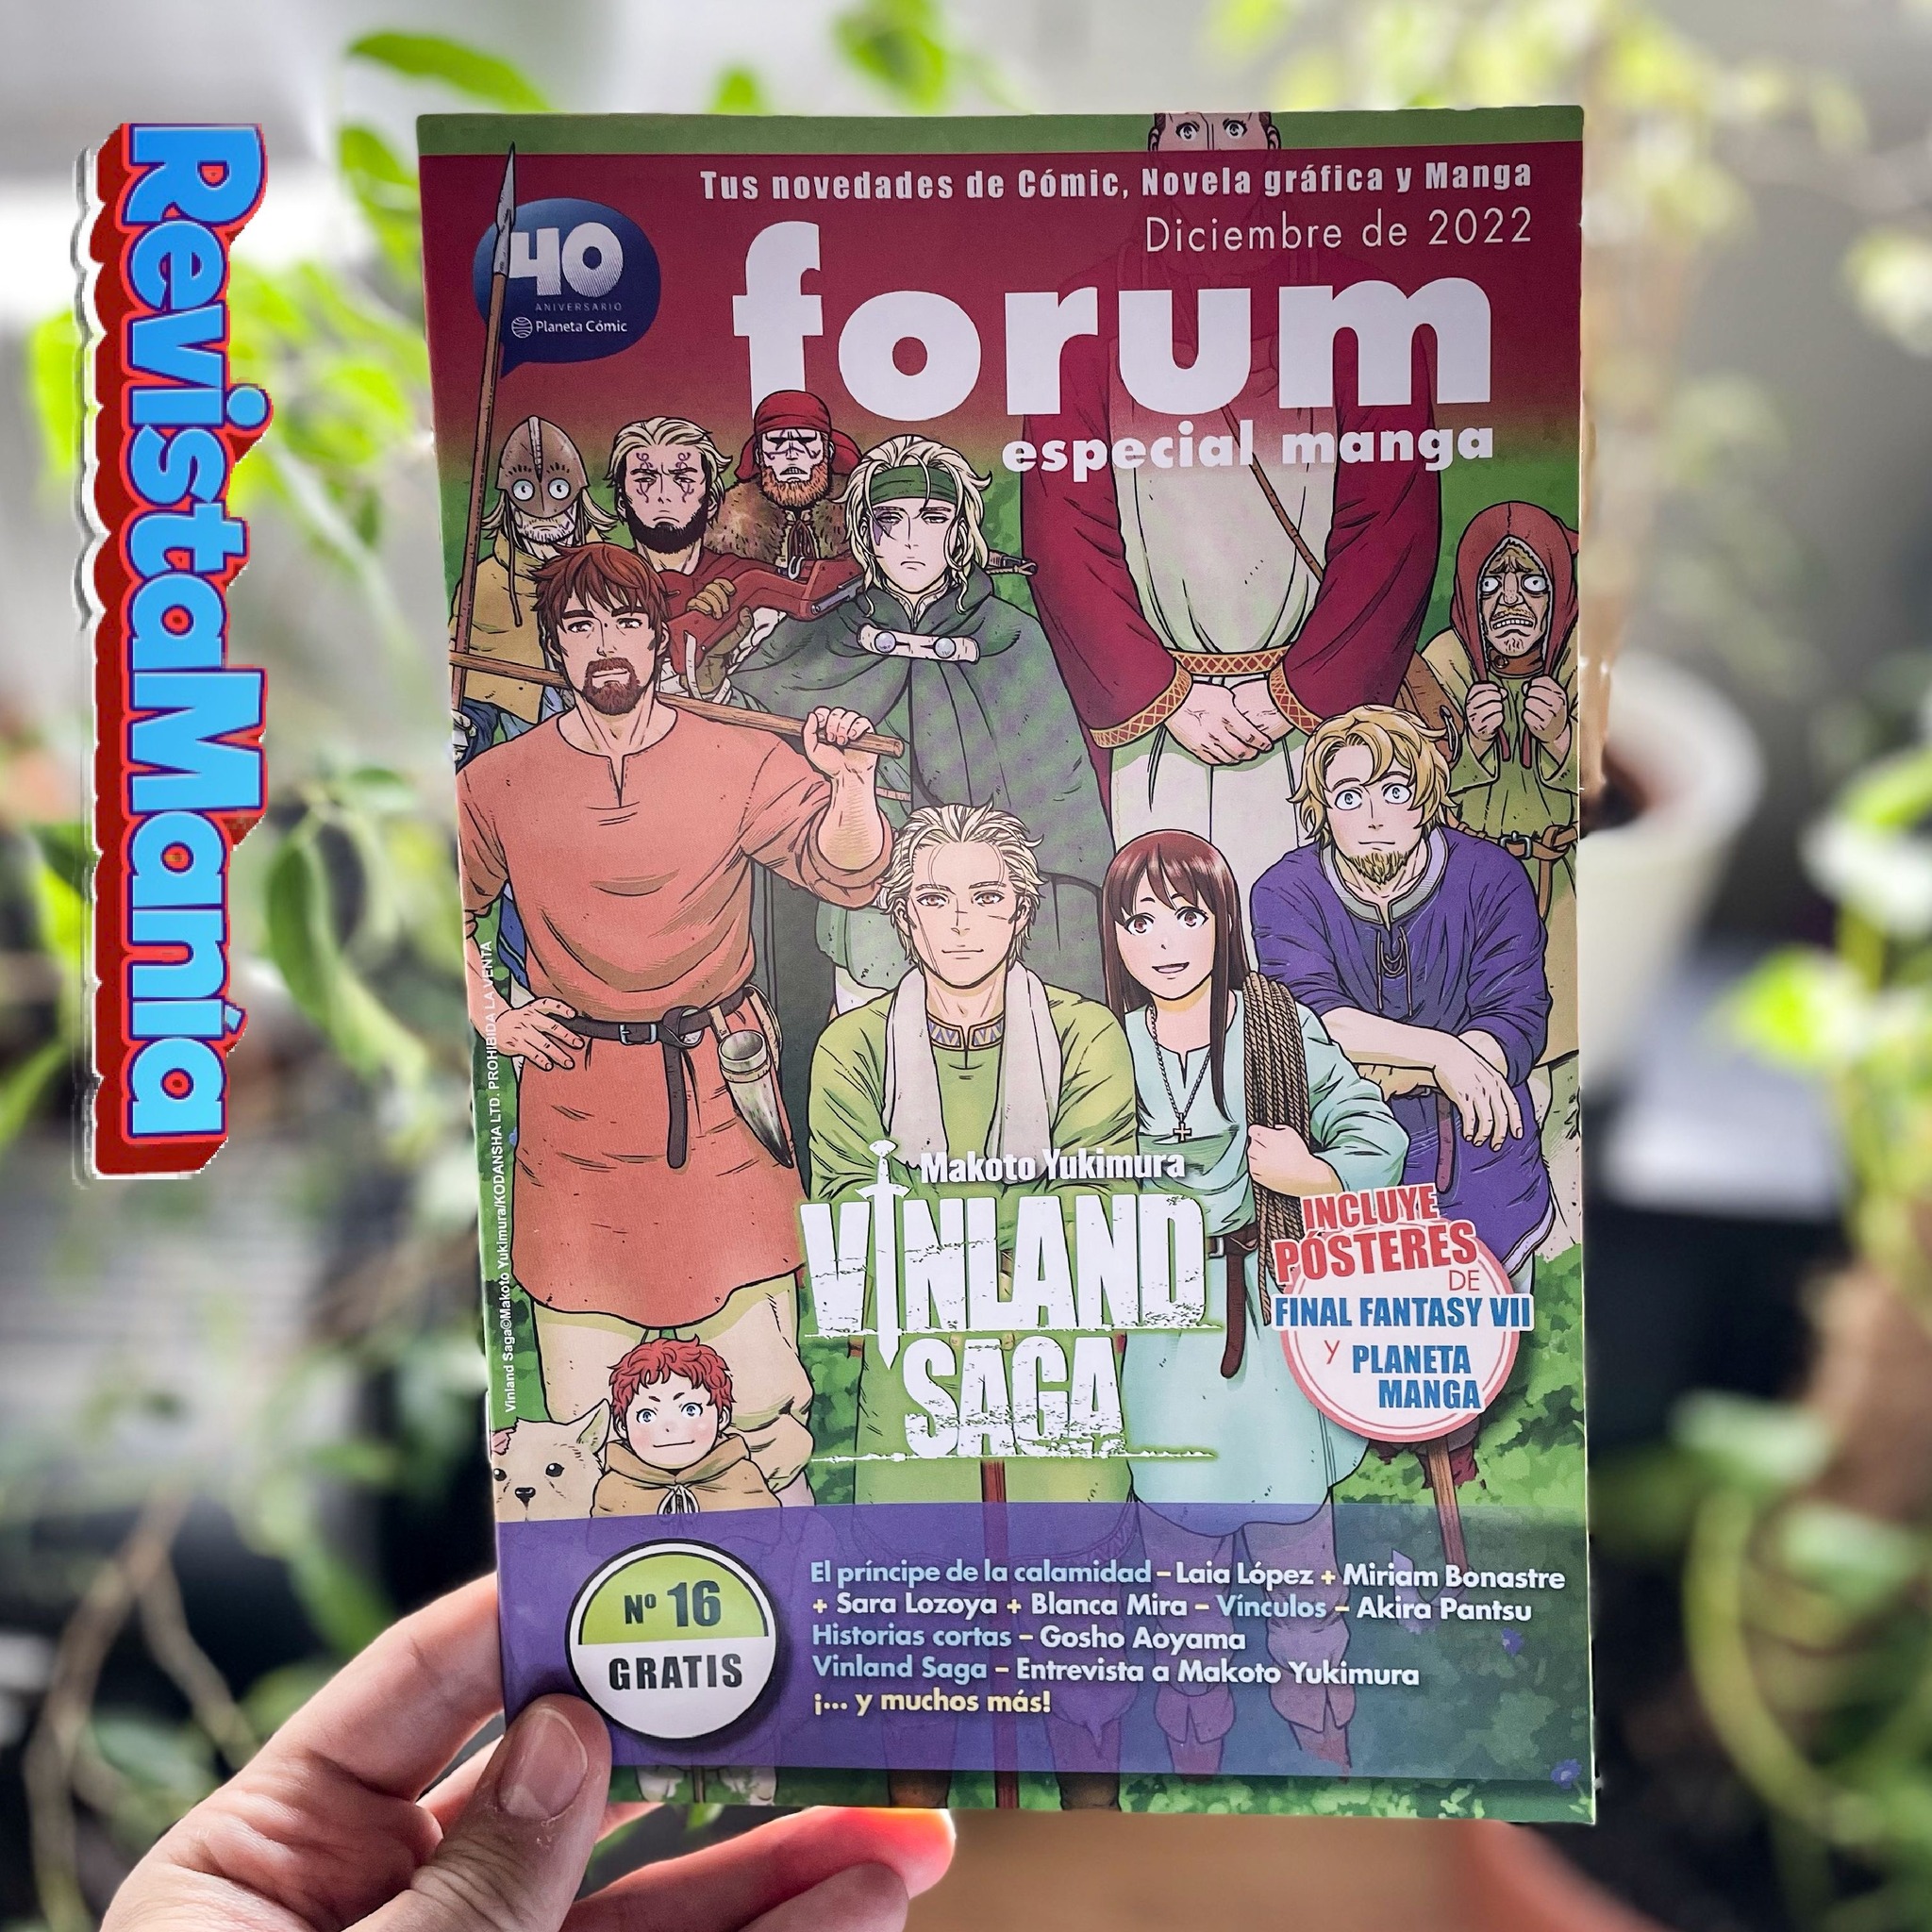 RevistaManía
Tus novedades de Cómic, Novela gráfica y Manga
Diciembre de 2022
40
ANIVERSARIO
Planeta Cómic
forum
especial manga
Vinland Saga©Makoto Yukimura/KODANSHA LTD. PROHIBIDA LA VENTA
Makoto Yukimura
VINLAND
SAGA
INCLUYE
PÓSTERES
DE
FINAL FANTASY VII
Y PLANETA
MANGA
Nº 16
GRATIS
El príncipe de la calamidad – Laia López + Miriam Bonastre
+ Sara Lozoya + Blanca Mira – Vínculos – Akira Pantsu
Historias cortas – Gosho Aoyama
Vinland Saga – Entrevista a Makoto Yukimura
¡... y muchos más!